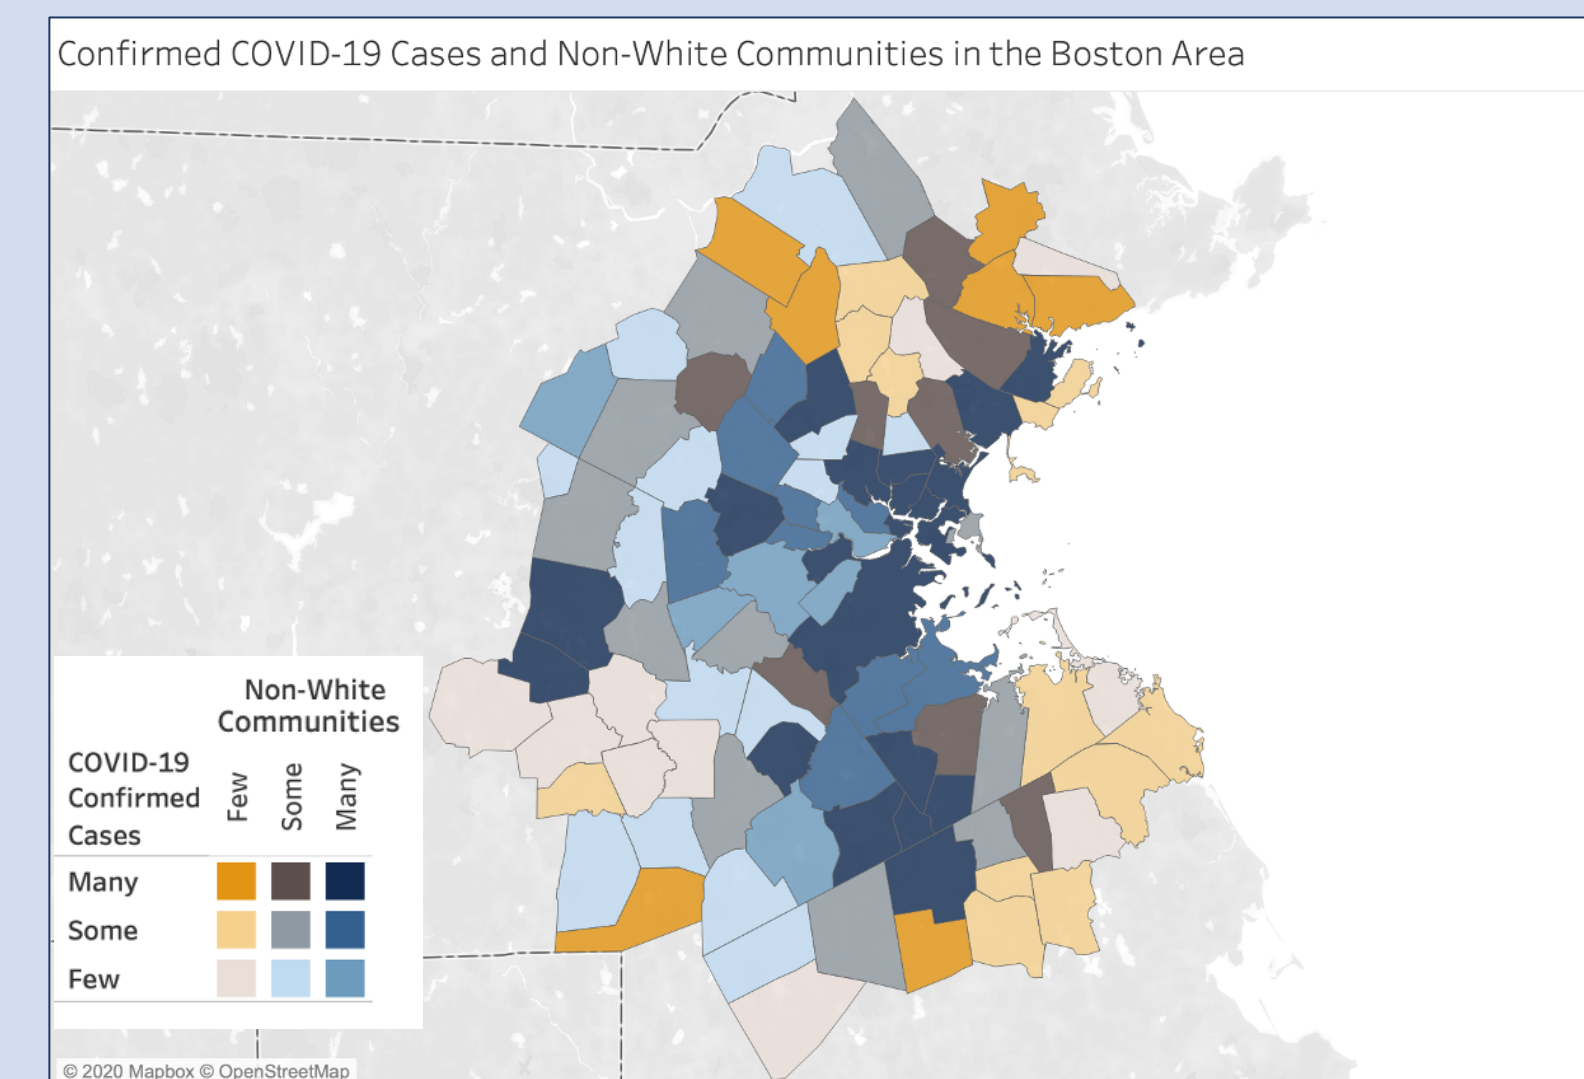 Confirmed COVID-19 Cases and Non-White Communities in the Boston Area
Non-White
Communities
COVID-19
Confirmed
Cases
Few
Some
Many
Many
Some
Few
© 2020 Mapbox © OpenStreetMap